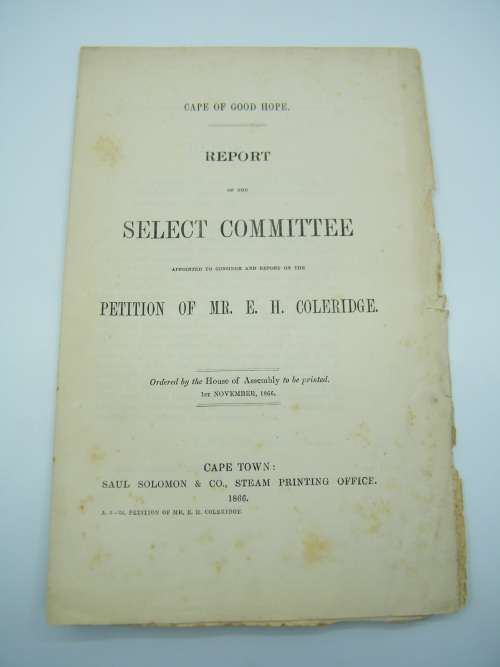 CAPE OF GOOD HOPE.
REPORT
OF THE
SELECT COMMITTEE
APPOINTED TO CONSIDER AND REPORT ON THE
PETITION OF MR. E. H. COLERIDGE.
Ordered by the House of Assembly to be printed.
1ST NOVEMBER, 1866.
CAPE TOWN:
SAUL SOLOMON & CO., STEAM PRINTING OFFICE.
1866.
PETITION OF MR. E. H. COLERIDGE.